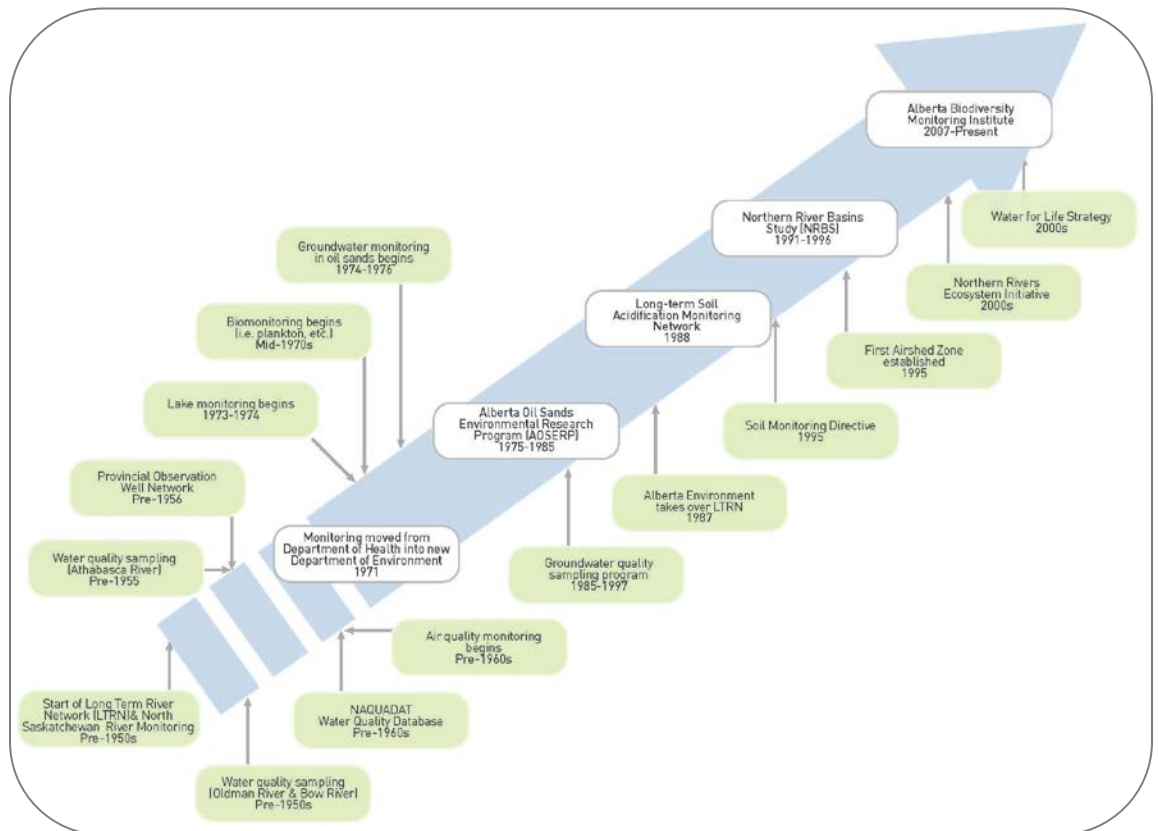 Alberta Biodiversity
Monitoring Institute
2007-Present
Water for Life Strategy
2000s
Northern River Basins
Study (NRBS)
1991-1996
Northern Rivers
Ecosystem Initiative
2000s
Groundwater monitoring
in oil sands begins
1974-1976
Long-term Soil
Acidification Monitoring
Network
1988
First Airshed Zone
established
1995
Biomonitoring begins
(i.e. plankton, etc.)
Mid-1970s
Lake monitoring begins
1973-1974
Alberta Oil Sands
Environmental Research
Program (AOSERP)
1975-1985
Soil Monitoring Directive
1995
Provincial Observation
Well Network
Pre-1956
Alberta Environment
takes over LTRN
1987
Water quality sampling
(Athabasca River)
Pre-1955
Monitoring moved from
Department of Health into new
Department of Environment
1971
Groundwater quality
sampling program
1985-1997
Air quality monitoring
begins
Pre-1960s
Start of Long Term River
Network (LTRN)& North
Saskatchewan River Monitoring
Pre-1950s
NAQUADAT
Water Quality Database
Pre-1960s
Water quality sampling
(Oldman River & Bow River)
Pre-1950s